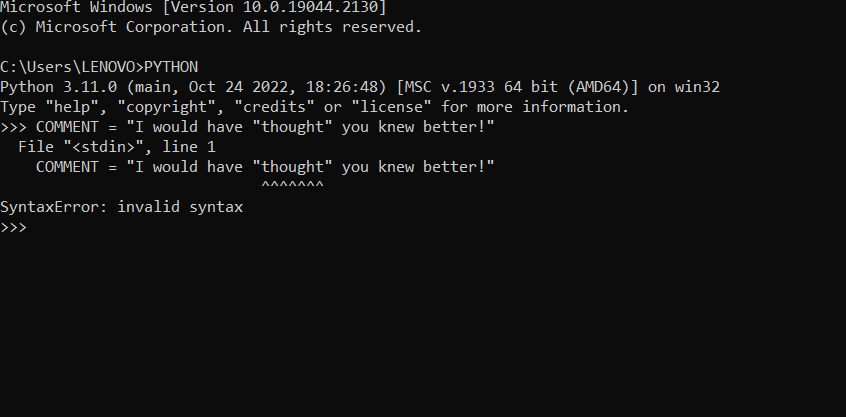 Microsoft Windows [Version 10.0.19044.2130]
(c) Microsoft Corporation. All rights reserved.
C:\Users\LENOVO>PYTHON
Python 3.11.0 (main, Oct 24 2022, 18:26:48) [MSC v.1933 64 bit (AMD64)] on win32
Type "help", "copyright", "credits" or "license" for more information.
>>> COMMENT = "I would have "thought" you knew better!"
  File "<stdin>", line 1
    COMMENT = "I would have "thought" you knew better!"
                             ^^^^^^^
SyntaxError: invalid syntax
>>>